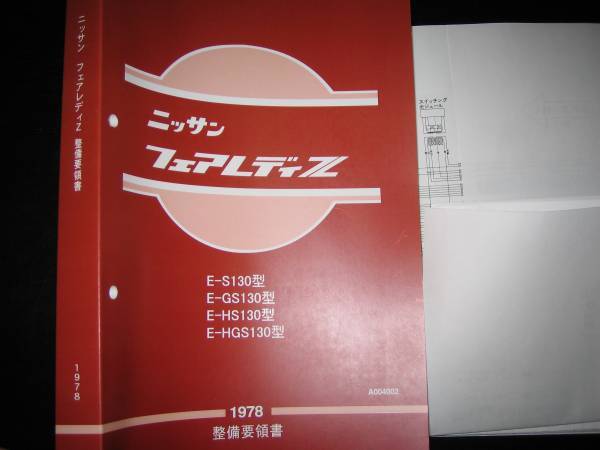 ニッサン フェアレディZ 整備要領書
1978
ニッサン
フェアレディZ
E-S130型
E-GS130型
E-HS130型
E-HGS130型
A004002
1978
整備要領書
スイッチング
モジュール